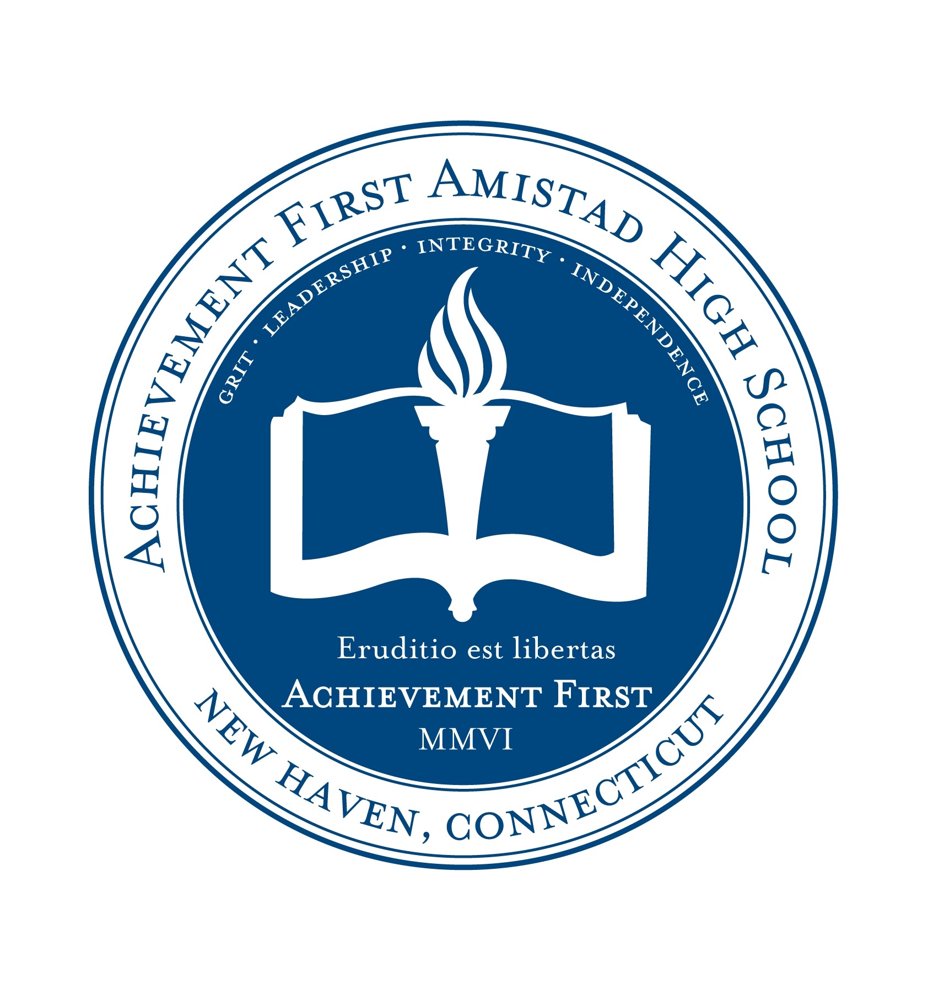 Achievement First Amistad High School
Grit · Leadership · Integrity · Independence
Eruditio est libertas
Achievement First
MMVI
New Haven, Connecticut